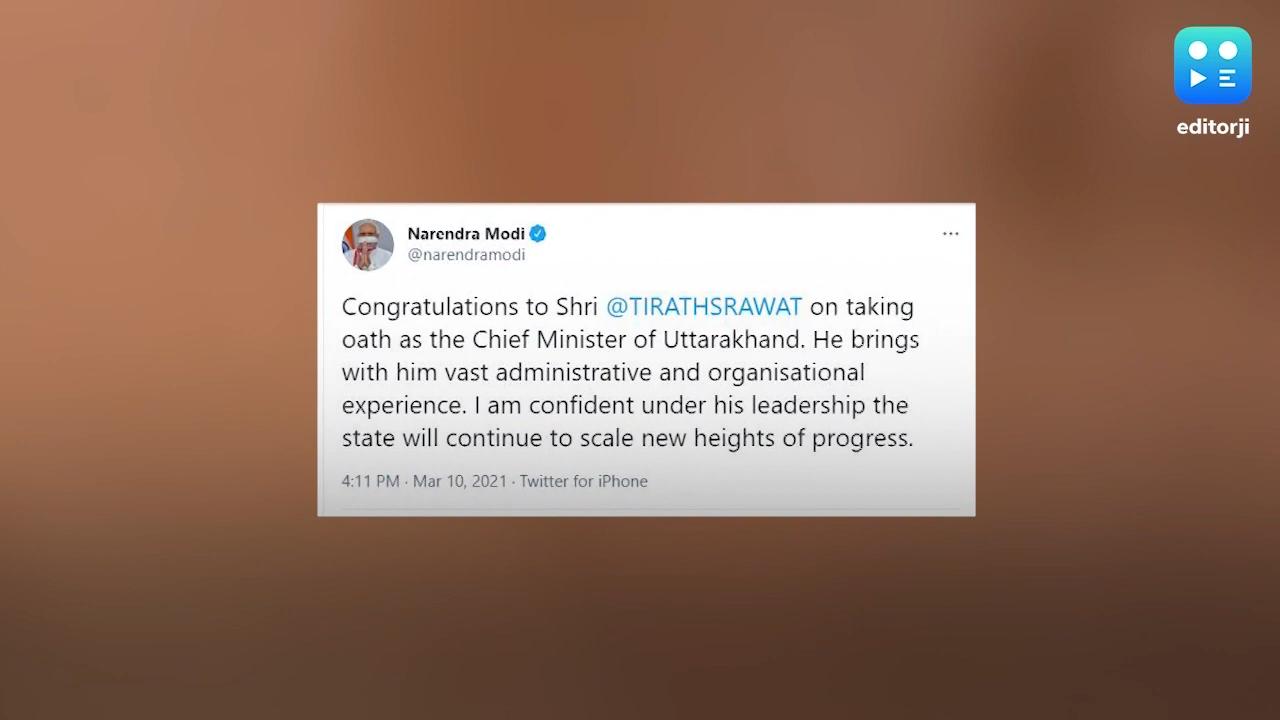 editorji
Narendra Modi
@narendramodi
Congratulations to Shri @TIRATHSRAWAT on taking
oath as the Chief Minister of Uttarakhand. He brings
with him vast administrative and organisational
experience. I am confident under his leadership the
state will continue to scale new heights of progress.
4:11 PM · Mar 10, 2021 · Twitter for iPhone